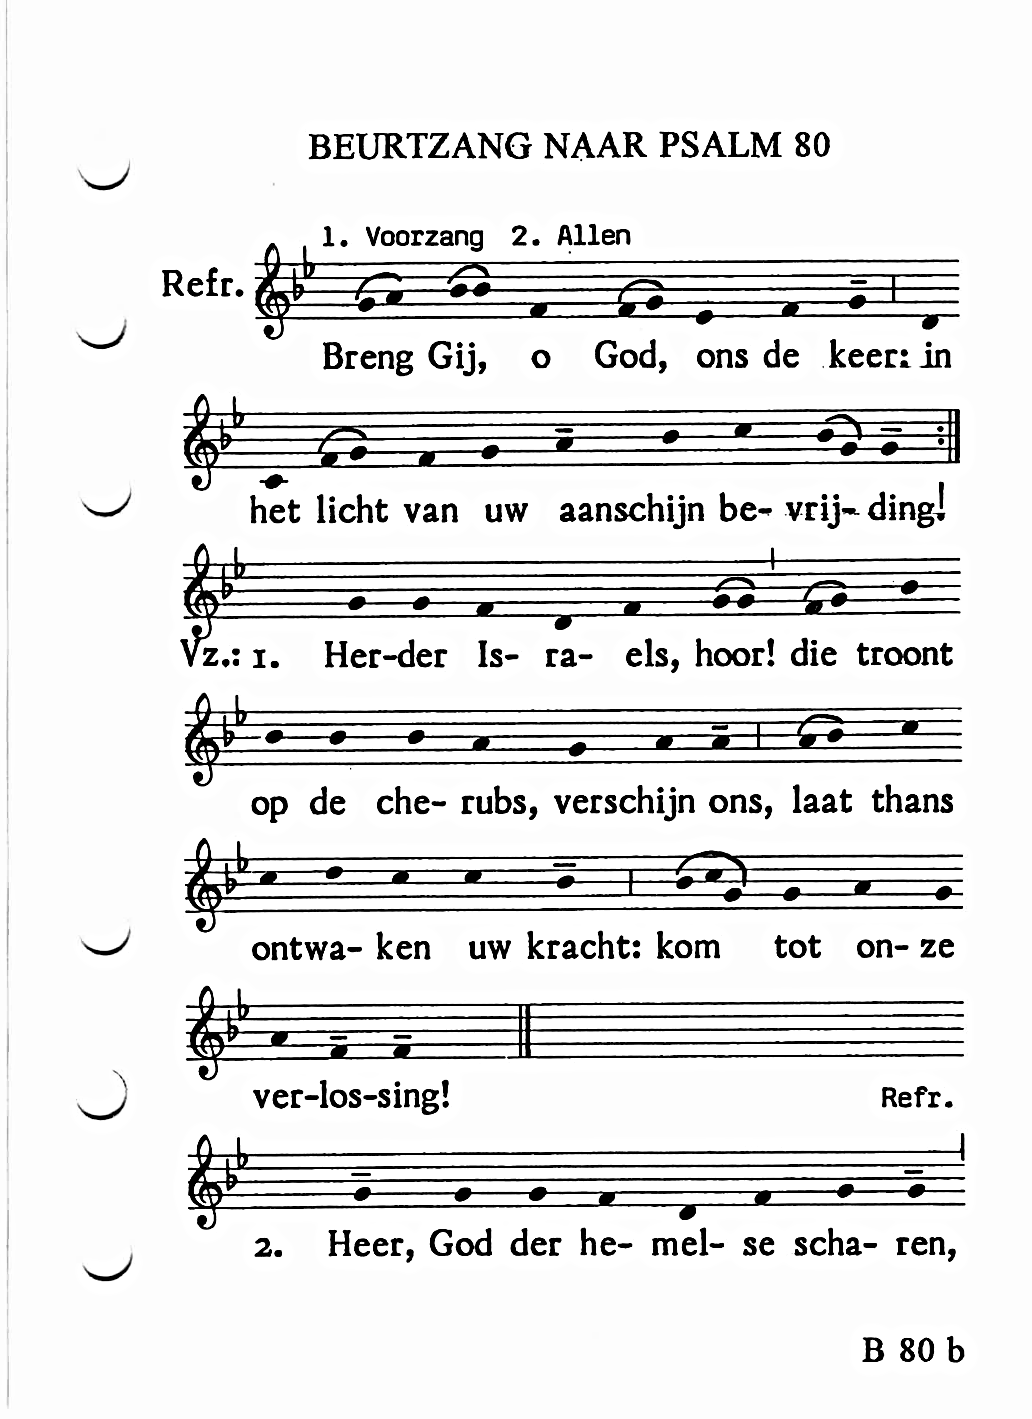 BEURTZANG NAAR PSALM 80
1. Voorzang 2. Allen
Refr.
Breng Gij, o God, ons de keer: in
het licht van uw aanschijn be- vrij- ding!
Vz.: 1. Her-der Is- ra- els, hoor! die troont
op de che- rubs, verschijn ons, laat thans
ontwa- ken uw kracht: kom tot on- ze
ver-los-sing! Refr.
2. Heer, God der he- mel- se scha- ren,
B 80 b